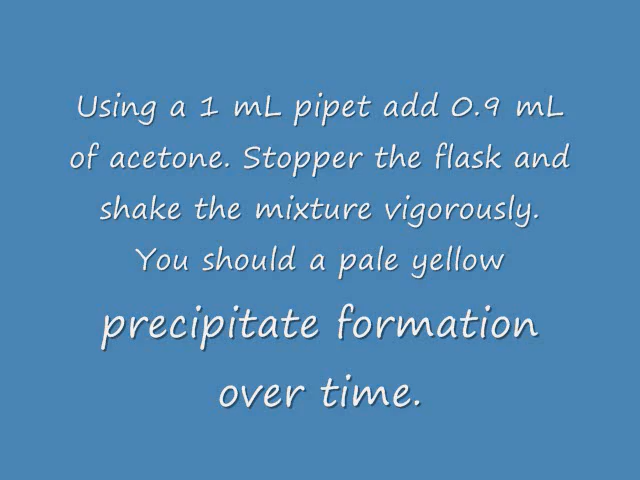 Using a 1 mL pipet add 0.9 mL
of acetone. Stopper the flask and
shake the mixture vigorously.
You should a pale yellow
precipitate formation
over time.